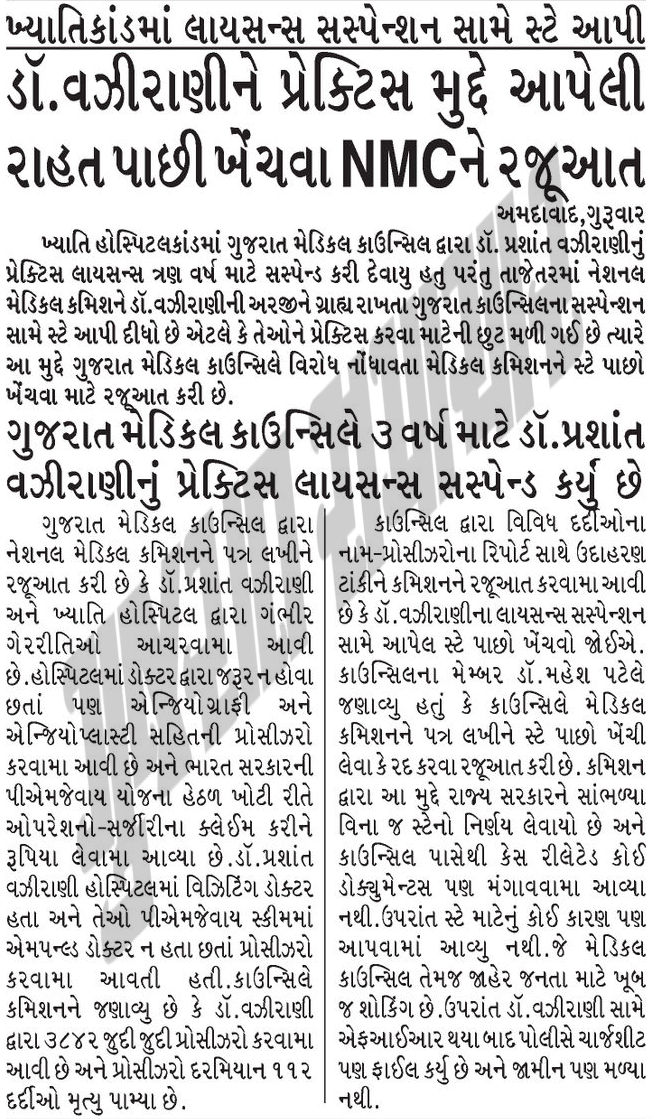 ખ્યાતિકાંડમાં લાયસન્સ સસ્પેન્શન સામે સ્ટે આપી
ડૉ.વઝીરાણીને પ્રેક્ટિસ મુદ્દે આપેલી
રાહત પાછી ખેંચવા NMCને રજૂઆત
અમદાવાદ,ગુરૂવાર
ખ્યાતિ હોસ્પિટલકાંડમાં ગુજરાત મેડિકલ કાઉન્સિલ દ્વારા ડૉ. પ્રશાંત વઝીરાણીનું
પ્રેક્ટિસ લાયસન્સ ત્રણ વર્ષ માટે સસ્પેન્ડ કરી દેવાયુ હતુ પરંતુ તાજેતરમાં નેશનલ
મેડિકલ કમિશને ડૉ.વઝીરાણીની અરજીને ગ્રાહ્ય રાખતા ગુજરાત કાઉન્સિલના સસ્પેન્શન
સામે સ્ટે આપી દીધો છે એટલે કે તેઓને પ્રેક્ટિસ કરવા માટેની છુટ મળી ગઈ છે ત્યારે
આ મુદ્દે ગુજરાત મેડિકલ કાઉન્સિલે વિરોધ નોંધાવતા મેડિકલ કમિશનને સ્ટે પાછો
ખેંચવા માટે રજૂઆત કરી છે.
ગુજરાત મેડિકલ કાઉન્સિલે ૩ વર્ષ માટે ડૉ.પ્રશાંત
વઝીરાણીનું પ્રેક્ટિસ લાયસન્સ સસ્પેન્ડ કર્યું છે
ગુજરાત મેડિકલ કાઉન્સિલ દ્વારા
નેશનલ મેડિકલ કમિશનને પત્ર લખીને
રજૂઆત કરી છે કે ડૉ.પ્રશાંત વઝીરાણી
અને ખ્યાતિ હોસ્પિટલ દ્વારા ગંભીર
ગેરરીતિઓ આચરવામા આવી
છે.હોસ્પિટલમાં ડોક્ટર દ્વારા જરૂર ન હોવા
છતાં પણ એન્જિયોગ્રાફી અને
એન્જિયોપ્લાસ્ટી સહિતની પ્રોસીઝરો
કરવામા આવી છે અને ભારત સરકારની
પીએમજેવાય યોજના હેઠળ ખોટી રીતે
ઓપરેશનો-સર્જરીના ક્લેઈમ કરીને
રૂપિયા લેવામા આવ્યા છે.ડૉ.પ્રશાંત
વઝીરાણી હોસ્પિટલમાં વિઝિટિંગ ડોક્ટર
હતા અને તેઓ પીએમજેવાય સ્કીમમાં
એમપન્લ્ડ ડોક્ટર ન હતા છતાં પ્રોસીઝરો
કરવામા આવતી હતી.કાઉન્સિલે
કમિશનને જણાવ્યુ છે કે ડૉ.વઝીરાણી
દ્વારા ૩૮૪૨ જુદી જુદી પ્રોસીઝરો કરવામા
આવી છે અને પ્રોસીઝરો દરમિયાન ૧૧૨
દર્દીઓ મૃત્યુ પામ્યા છે.
કાઉન્સિલ દ્વારા વિવિધ દર્દીઓના
નામ-પ્રોસીઝરોના રિપોર્ટ સાથે ઉદાહરણ
ટાંકીને કમિશનને રજૂઆત કરવામા આવી
છે કે ડૉ.વઝીરાણીના લાયસન્સ સસ્પેન્શન
સામે આપેલ સ્ટે પાછો ખેંચવો જોઈએ.
કાઉન્સિલના મેમ્બર ડૉ.મહેશ પટેલે
જણાવ્યુ હતું કે કાઉન્સિલે મેડિકલ
કમિશનને પત્ર લખીને સ્ટે પાછો ખેંચી
લેવા કે રદ કરવા રજૂઆત કરી છે. કમિશન
દ્વારા આ મુદ્દે રાજ્ય સરકારને સાંભળ્યા
વિના જ સ્ટેનો નિર્ણય લેવાયો છે અને
કાઉન્સિલ પાસેથી કેસ રીલેટેડ કોઈ
ડોક્યુમેન્ટસ પણ મંગાવવામા આવ્યા
નથી.ઉપરાંત સ્ટે માટેનું કોઈ કારણ પણ
આપવામાં આવ્યુ નથી.જે મેડિકલ
કાઉન્સિલ તેમજ જાહેર જનતા માટે ખૂબ
જ શોકિંગ છે.ઉપરાંત ડૉ.વઝીરાણી સામે
એફઆઈઆર થયા બાદ પોલીસે ચાર્જશીટ
પણ ફાઈલ કર્યુ છે અને જામીન પણ મળ્યા
નથી.
ગુજરાત સમાચાર